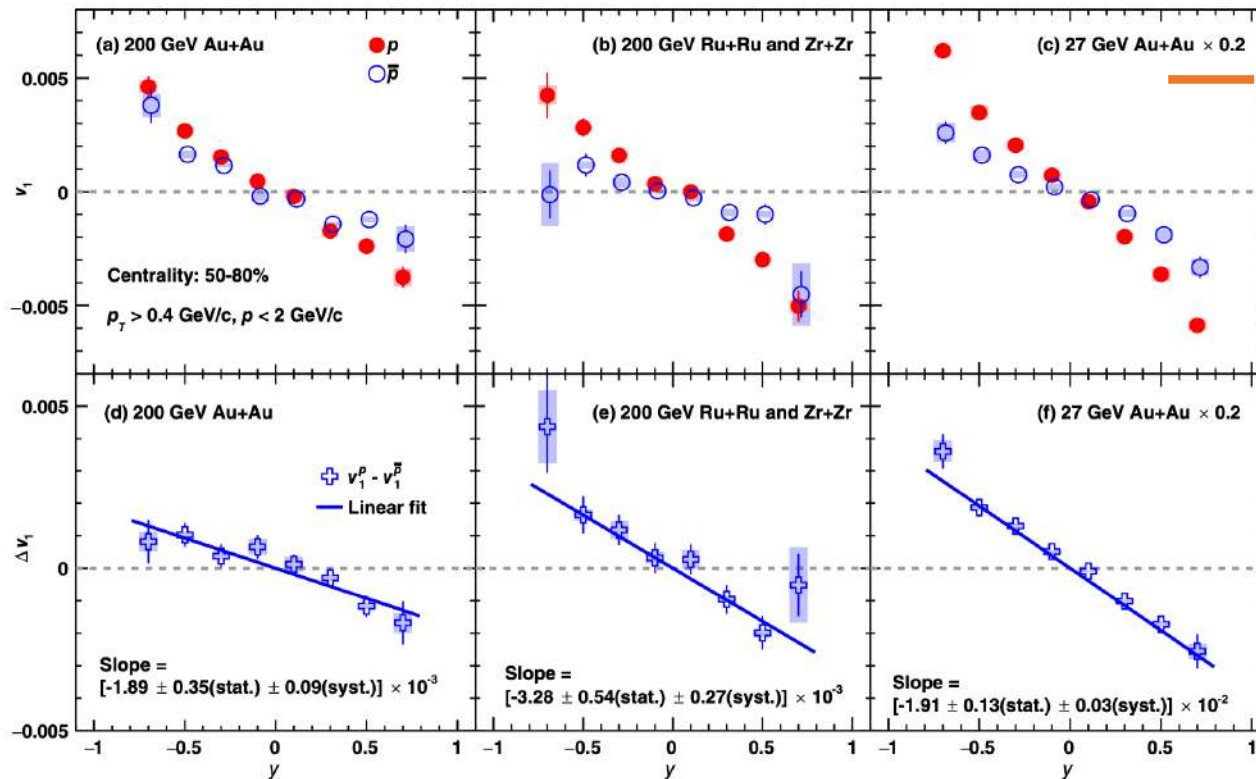 (a) 200 GeV Au+Au
p
p̅
(b) 200 GeV Ru+Ru and Zr+Zr
(c) 27 GeV Au+Au × 0.2
0.005
0
−0.005
v₁
Centrality: 50-80%
p_T > 0.4 GeV/c, p < 2 GeV/c
(d) 200 GeV Au+Au
(e) 200 GeV Ru+Ru and Zr+Zr
(f) 27 GeV Au+Au × 0.2
0.005
0
−0.005
Δ v₁
v₁^p - v₁^p̅
Linear fit
Slope =
[-1.89 ± 0.35(stat.) ± 0.09(syst.)] × 10⁻³
Slope =
[-3.28 ± 0.54(stat.) ± 0.27(syst.)] × 10⁻³
Slope =
[-1.91 ± 0.13(stat.) ± 0.03(syst.)] × 10⁻²
−1 −0.5 0 0.5 1
−1 −0.5 0 0.5 1
−1 −0.5 0 0.5 1
y
y
y